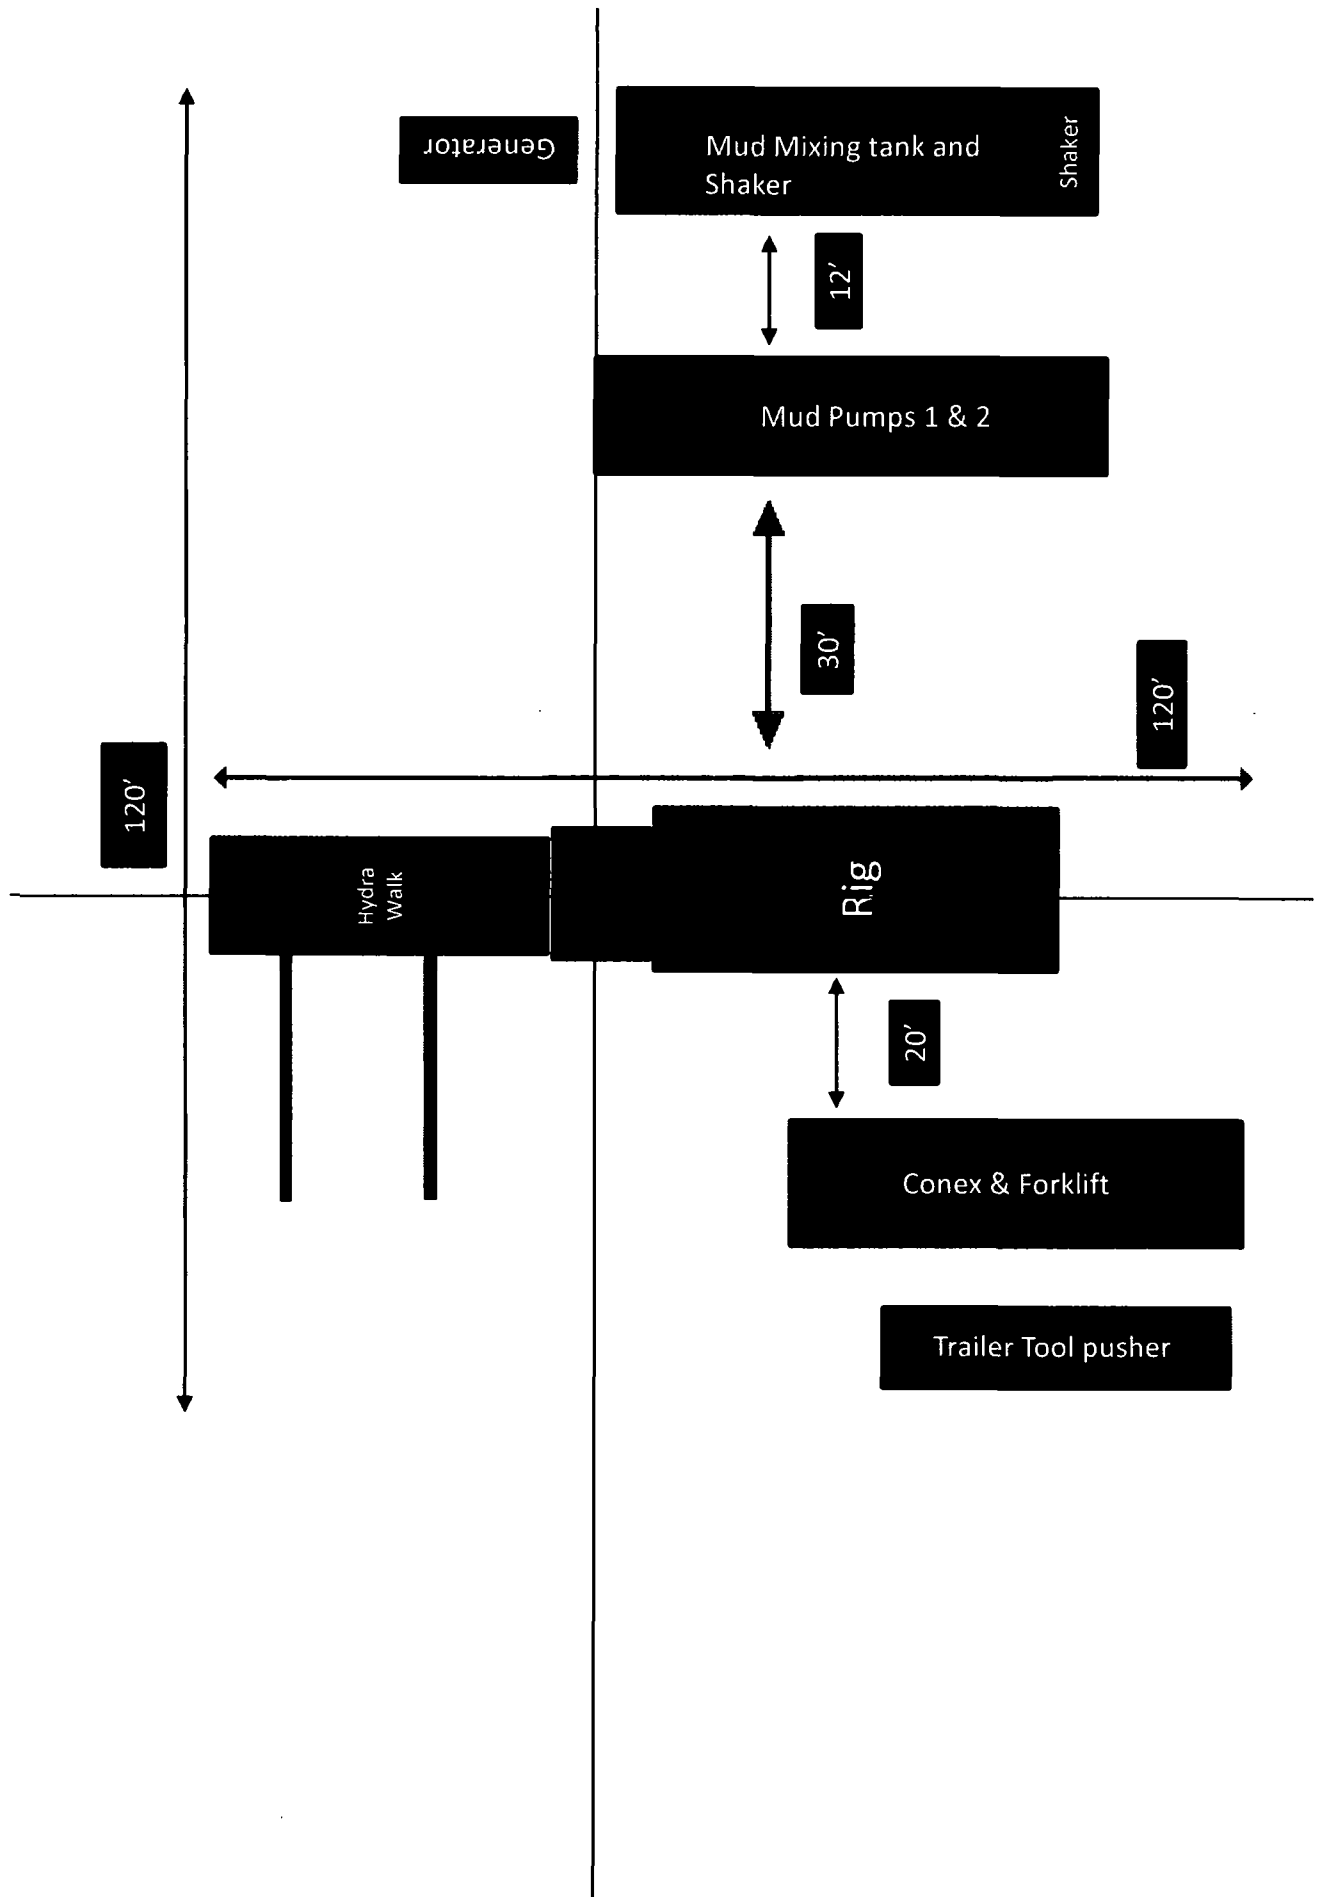 Generator
Mud Mixing tank and
Shaker
Shaker
12'
Mud Pumps 1 & 2
30'
120'
120'
Hydra
Walk
Rig
20'
Conex & Forklift
Trailer Tool pusher